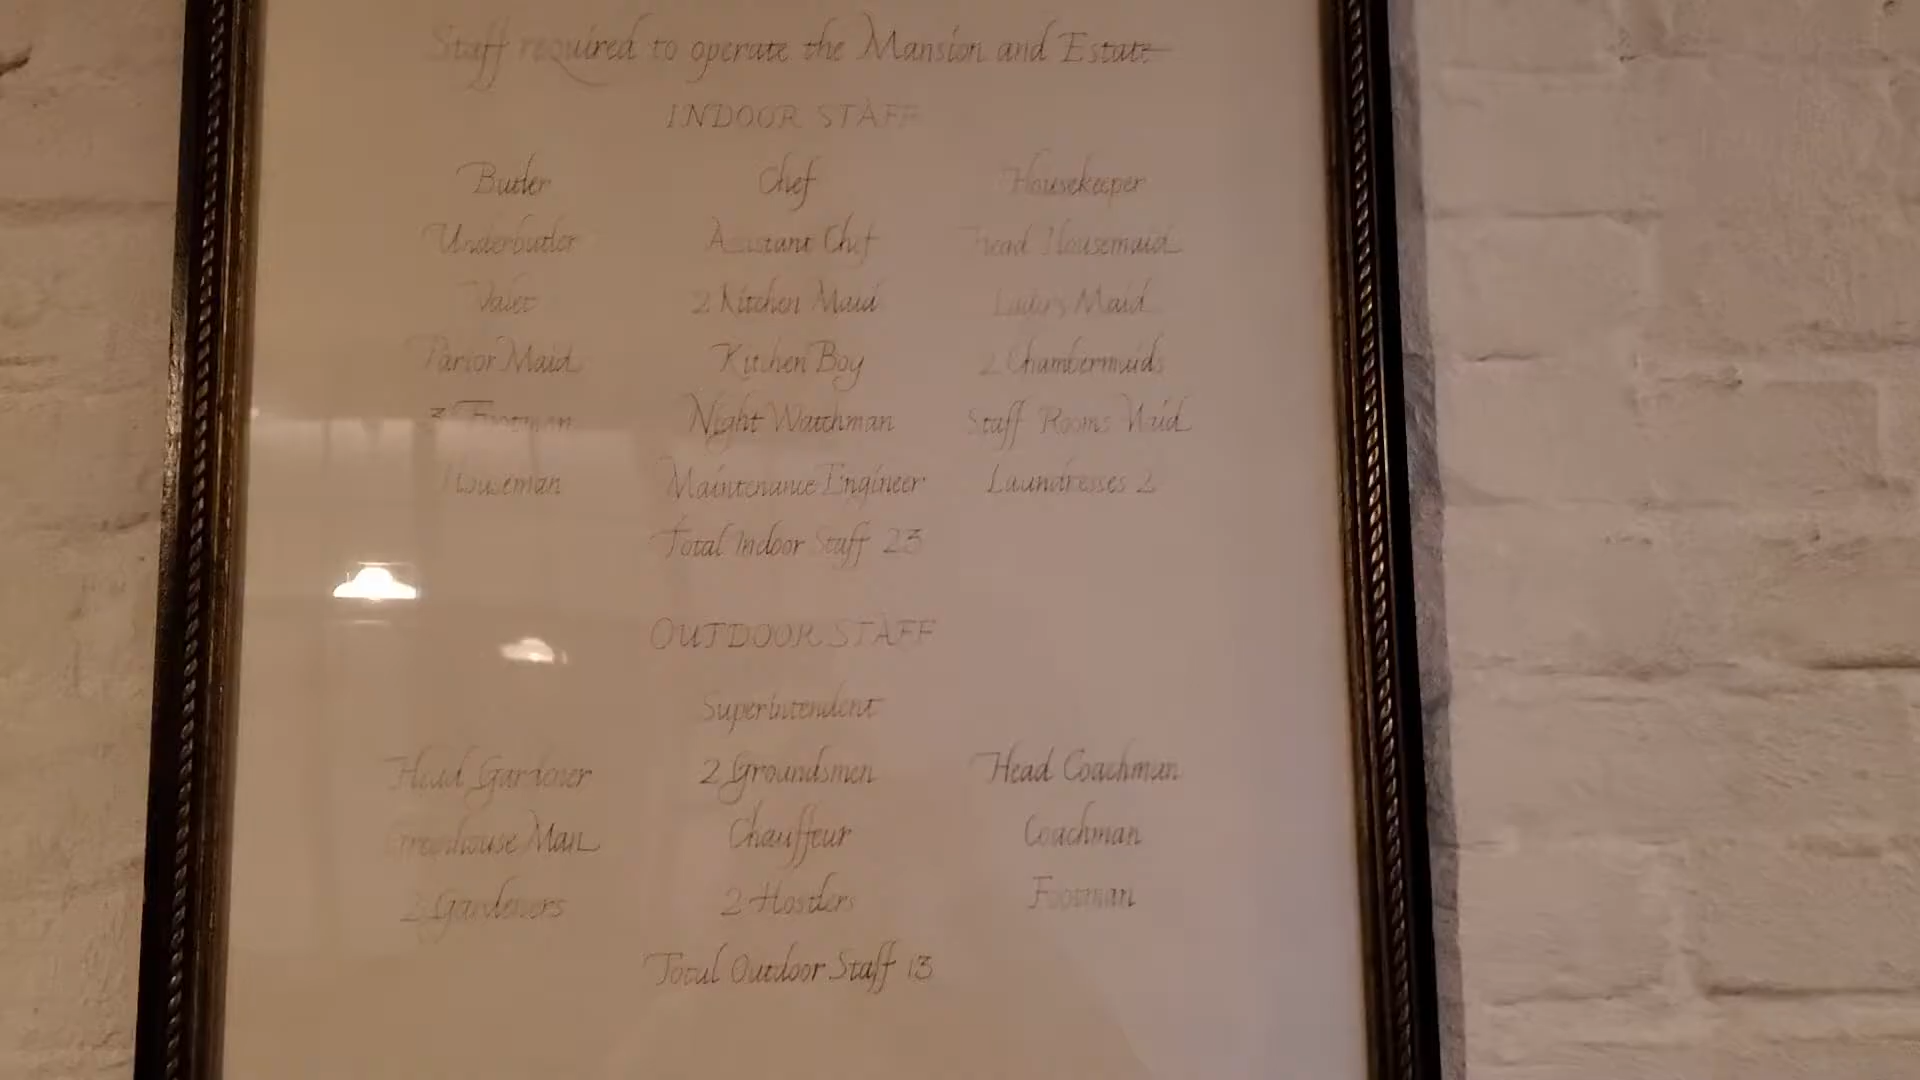 Staff required to operate the Mansion and Estate
INDOOR STAFF
Butler Chef Housekeeper
Underbutler Assistant Chef Head Housemaid
Valet 2 Kitchen Maid Lady's Maid
Parlor Maid Kitchen Boy 2 Chambermaids
3 Footman Night Watchman Staff Rooms Maid
Houseman Maintenance Engineer Laundresses 2
Total Indoor Staff 23
OUTDOOR STAFF
Superintendent
Head Gardener 2 Groundsmen Head Coachman
Greenhouse Man Chauffeur Coachman
Gardeners 2 Hostlers Footman
Total Outdoor Staff 13